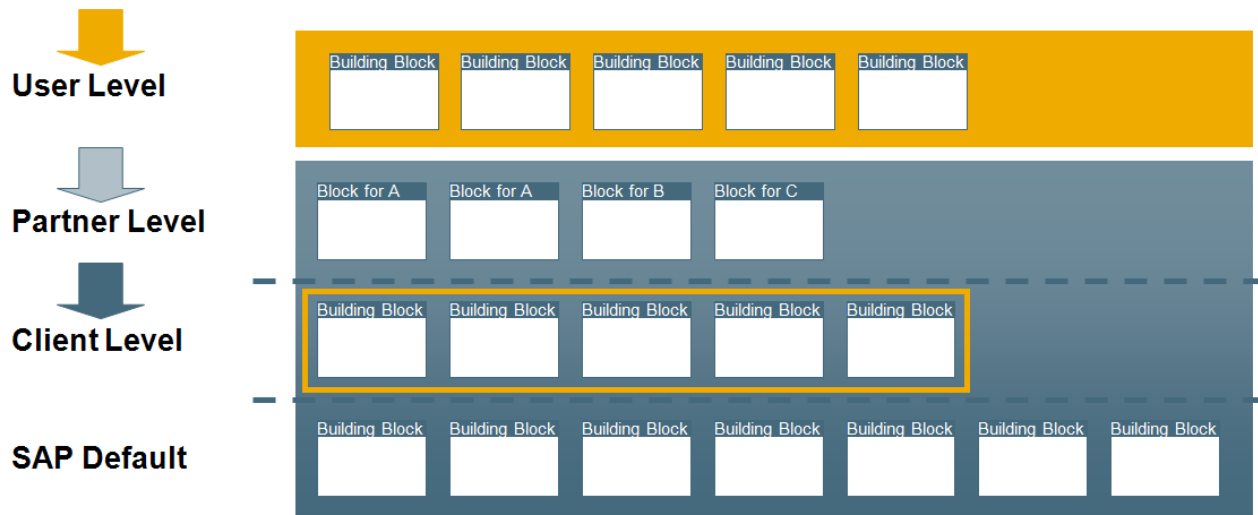 User Level
Building Block Building Block Building Block Building Block Building Block
Partner Level
Block for A Block for A Block for B Block for C
Client Level
Building Block Building Block Building Block Building Block Building Block
SAP Default
Building Block Building Block Building Block Building Block Building Block Building Block Building Block